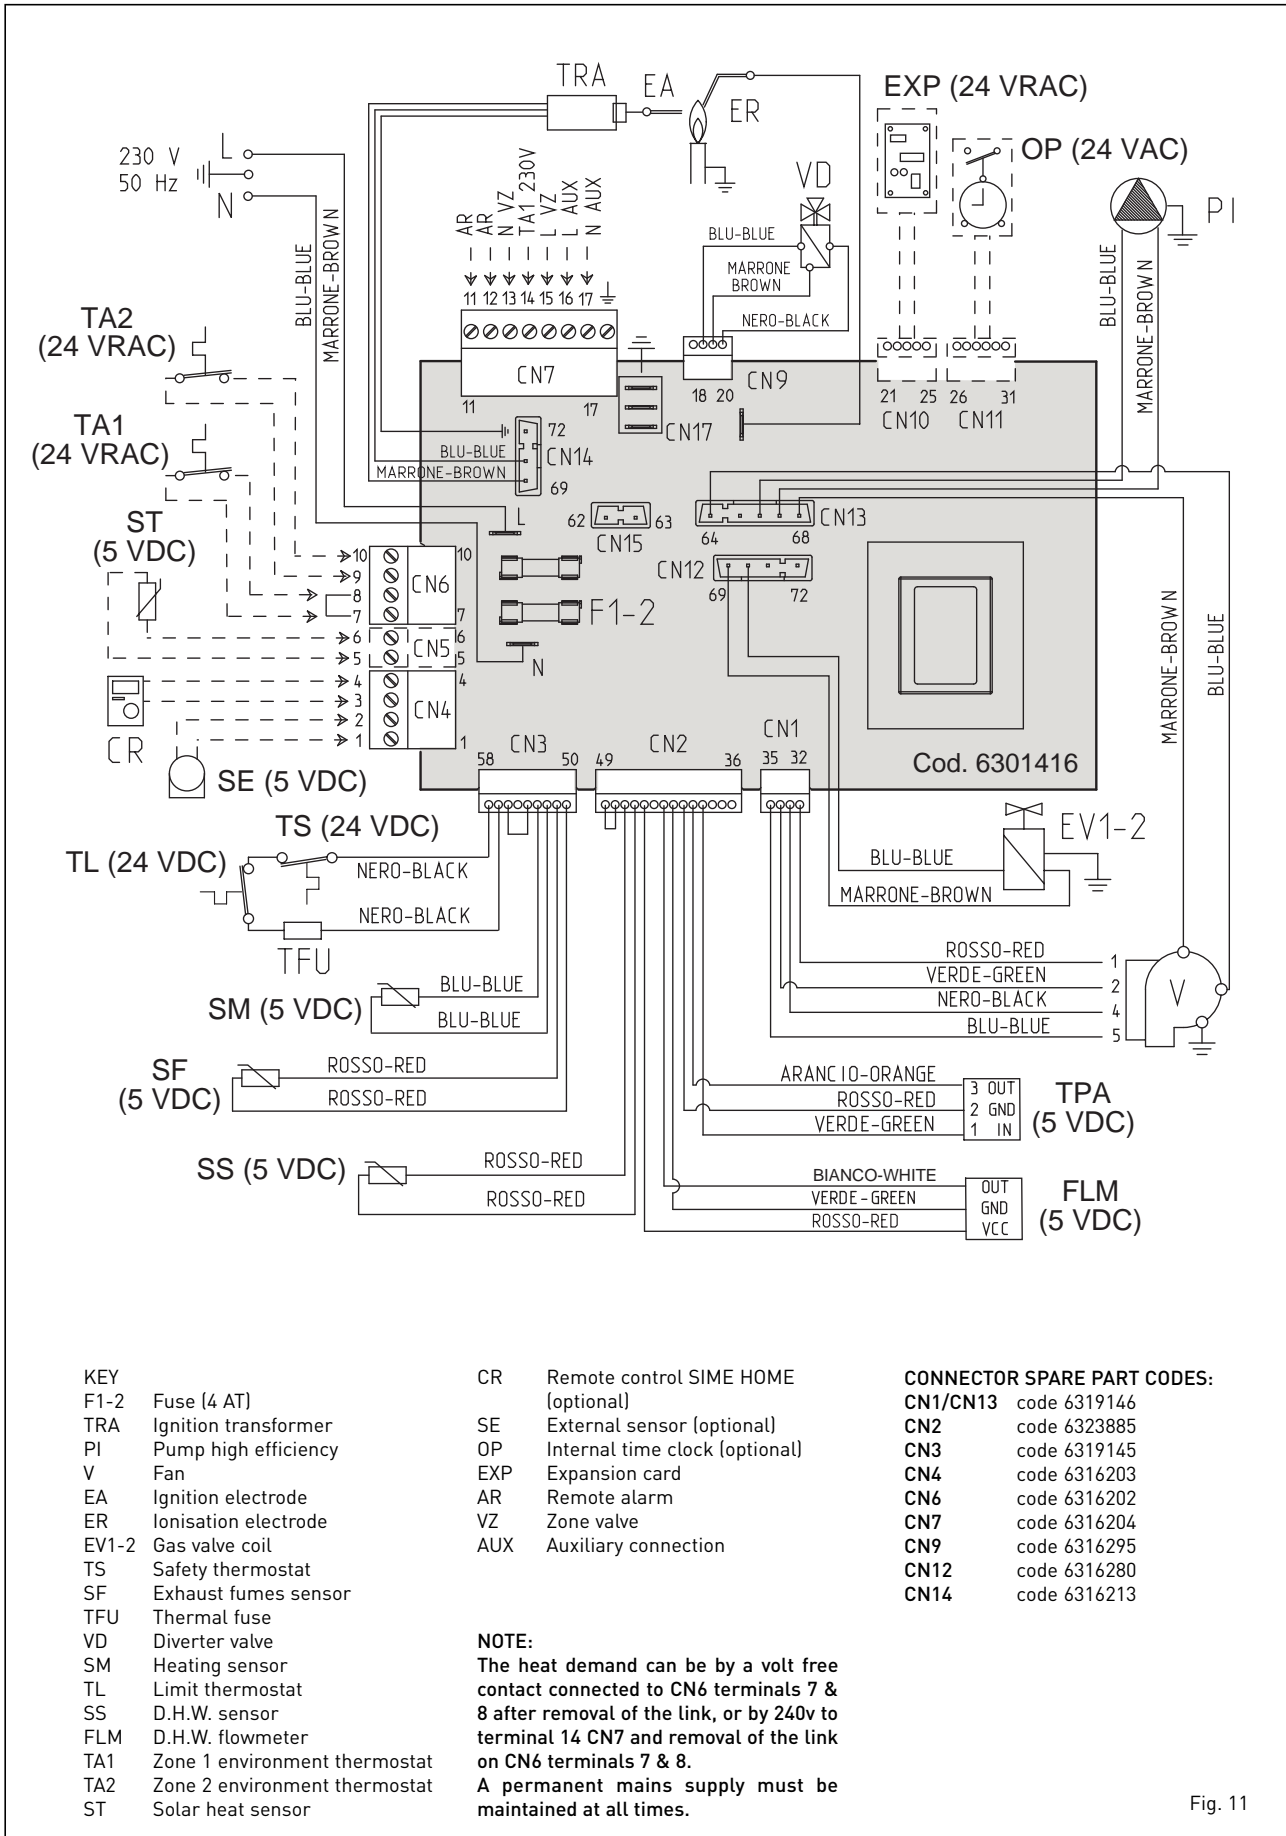 TRA
EA
ER
EXP (24 VRAC)
OP (24 VAC)
230 V
50 Hz
L
N
VD
PI
AR
AR
N VZ
TA1 230V
L VZ
L AUX
N AUX
BLU-BLUE
MARRONE-BROWN
BLU-BLUE
MARRONE
BROWN
NERO-BLACK
BLU-BLUE
MARRONE-BROWN
11 12 13 14 15 16 17
TA2
(24 VRAC)
CN7
11 17
CN9
18 20
21 25
CN10
26 31
CN11
CN17
TA1
(24 VRAC)
72
BLU-BLUE
CN14
MARRONE-BROWN
69
ST
(5 VDC)
L
62 63
CN15
CN13
64 68
CN12
69 72
10
9
8
7
CN6
10
7
F1-2
6
5
CN5
6
5
N
4
3
2
1
CN4
4
1
CR
SE (5 VDC)
MARRONE-BROWN
BLU-BLUE
CN3
58 50
CN2
49 36
CN1
35 32
Cod. 6301416
TS (24 VDC)
TL (24 VDC)
NERO-BLACK
NERO-BLACK
TFU
EV1-2
BLU-BLUE
MARRONE-BROWN
SM (5 VDC)
BLU-BLUE
BLU-BLUE
ROSSO-RED 1
VERDE-GREEN 2
NERO-BLACK 4
BLU-BLUE 5
V
SF
(5 VDC)
ROSSO-RED
ROSSO-RED
ARANCIO-ORANGE 3 OUT
ROSSO-RED 2 GND
VERDE-GREEN 1 IN
TPA
(5 VDC)
SS (5 VDC)
ROSSO-RED
ROSSO-RED
BIANCO-WHITE OUT
VERDE-GREEN GND
ROSSO-RED VCC
FLM
(5 VDC)
KEY
F1-2 Fuse (4 AT)
TRA Ignition transformer
PI Pump high efficiency
V Fan
EA Ignition electrode
ER Ionisation electrode
EV1-2 Gas valve coil
TS Safety thermostat
SF Exhaust fumes sensor
TFU Thermal fuse
VD Diverter valve
SM Heating sensor
TL Limit thermostat
SS D.H.W. sensor
FLM D.H.W. flowmeter
TA1 Zone 1 environment thermostat
TA2 Zone 2 environment thermostat
ST Solar heat sensor
CR Remote control SIME HOME
(optional)
SE External sensor (optional)
OP Internal time clock (optional)
EXP Expansion card
AR Remote alarm
VZ Zone valve
AUX Auxiliary connection
NOTE:
The heat demand can be by a volt free
contact connected to CN6 terminals 7 &
8 after removal of the link, or by 240v to
terminal 14 CN7 and removal of the link
on CN6 terminals 7 & 8.
A permanent mains supply must be
maintained at all times.
CONNECTOR SPARE PART CODES:
CN1/CN13 code 6319146
CN2 code 6323885
CN3 code 6319145
CN4 code 6316203
CN6 code 6316202
CN7 code 6316204
CN9 code 6316295
CN12 code 6316280
CN14 code 6316213
Fig. 11